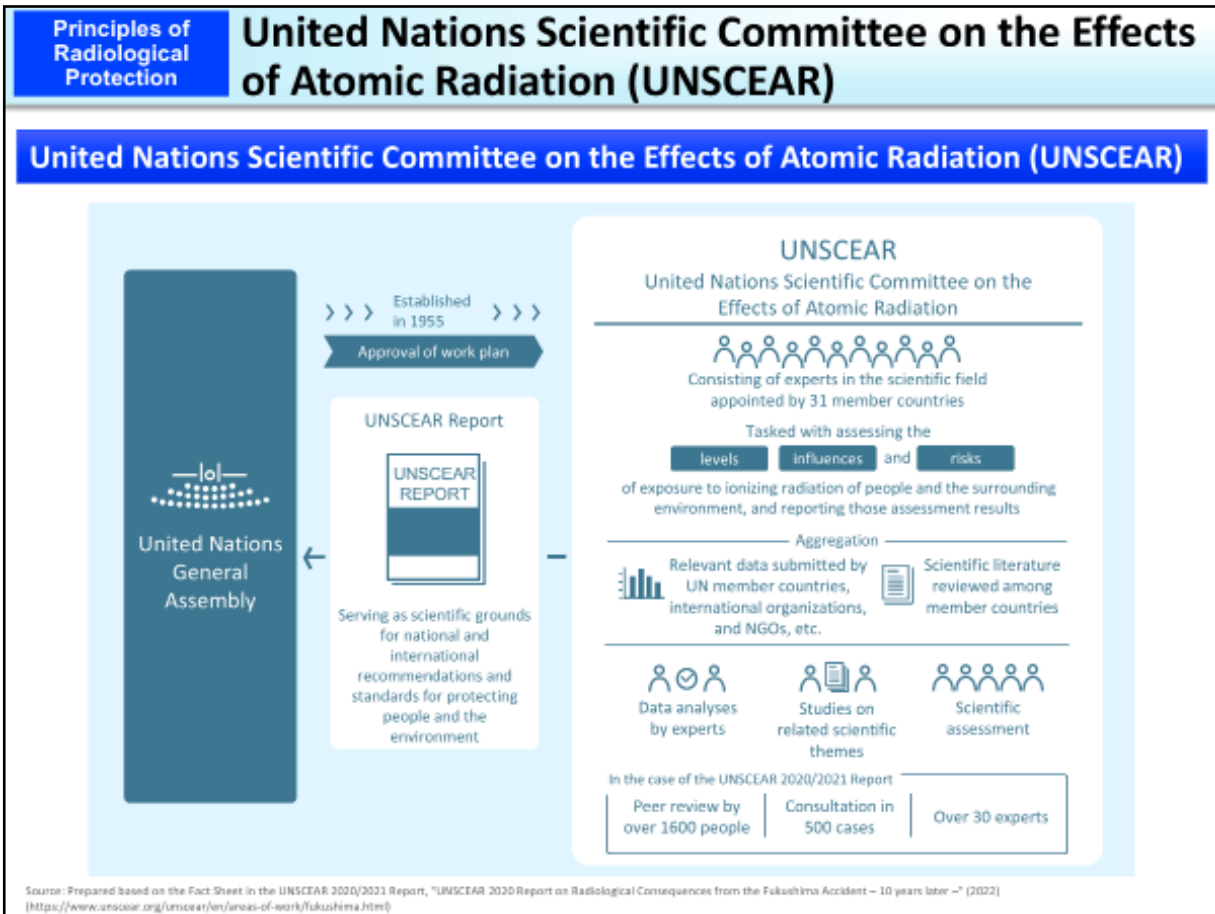 Principles of
Radiological
Protection
United Nations Scientific Committee on the Effects
of Atomic Radiation (UNSCEAR)
United Nations Scientific Committee on the Effects of Atomic Radiation (UNSCEAR)
United Nations
General
Assembly
Established
in 1955
Approval of work plan
UNSCEAR Report
UNSCEAR
REPORT
Serving as scientific grounds
for national and
international
recommendations and
standards for protecting
people and the
environment
UNSCEAR
United Nations Scientific Committee on the
Effects of Atomic Radiation
Consisting of experts in the scientific field
appointed by 31 member countries
Tasked with assessing the
levels influences and risks
of exposure to ionizing radiation of people and the surrounding
environment, and reporting those assessment results
Aggregation
Relevant data submitted by
UN member countries,
international organizations,
and NGOs, etc.
Scientific literature
reviewed among
member countries
Data analyses
by experts
Studies on
related scientific
themes
Scientific
assessment
In the case of the UNSCEAR 2020/2021 Report
Peer review by
over 1600 people
Consultation in
500 cases
Over 30 experts
Source: Prepared based on the Fact Sheet in the UNSCEAR 2020/2021 Report, "UNSCEAR 2020 Report on Radiological Consequences from the Fukushima Accident – 10 years later –" (2022)
(https://www.unscear.org/unscear/en/areas-of-work/fukushima.html)